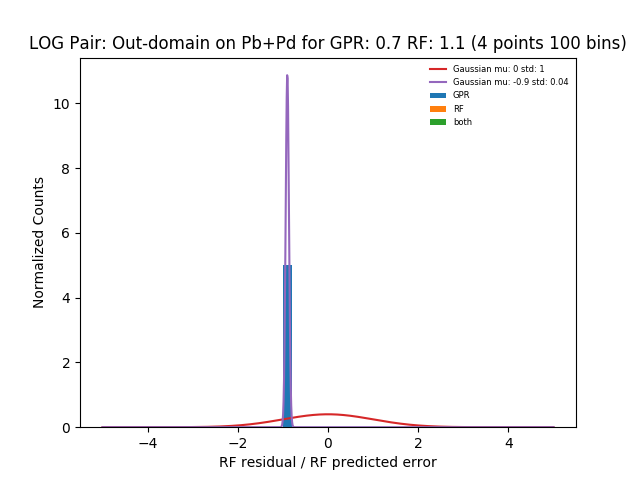 LOG Pair: Out-domain on Pb+Pd for GPR: 0.7 RF: 1.1 (4 points 100 bins)
Gaussian mu: 0 std: 1
Gaussian mu: -0.9 std: 0.04
GPR
RF
both
Normalized Counts
10
8
6
4
2
0
−4
−2
0
2
4
RF residual / RF predicted error